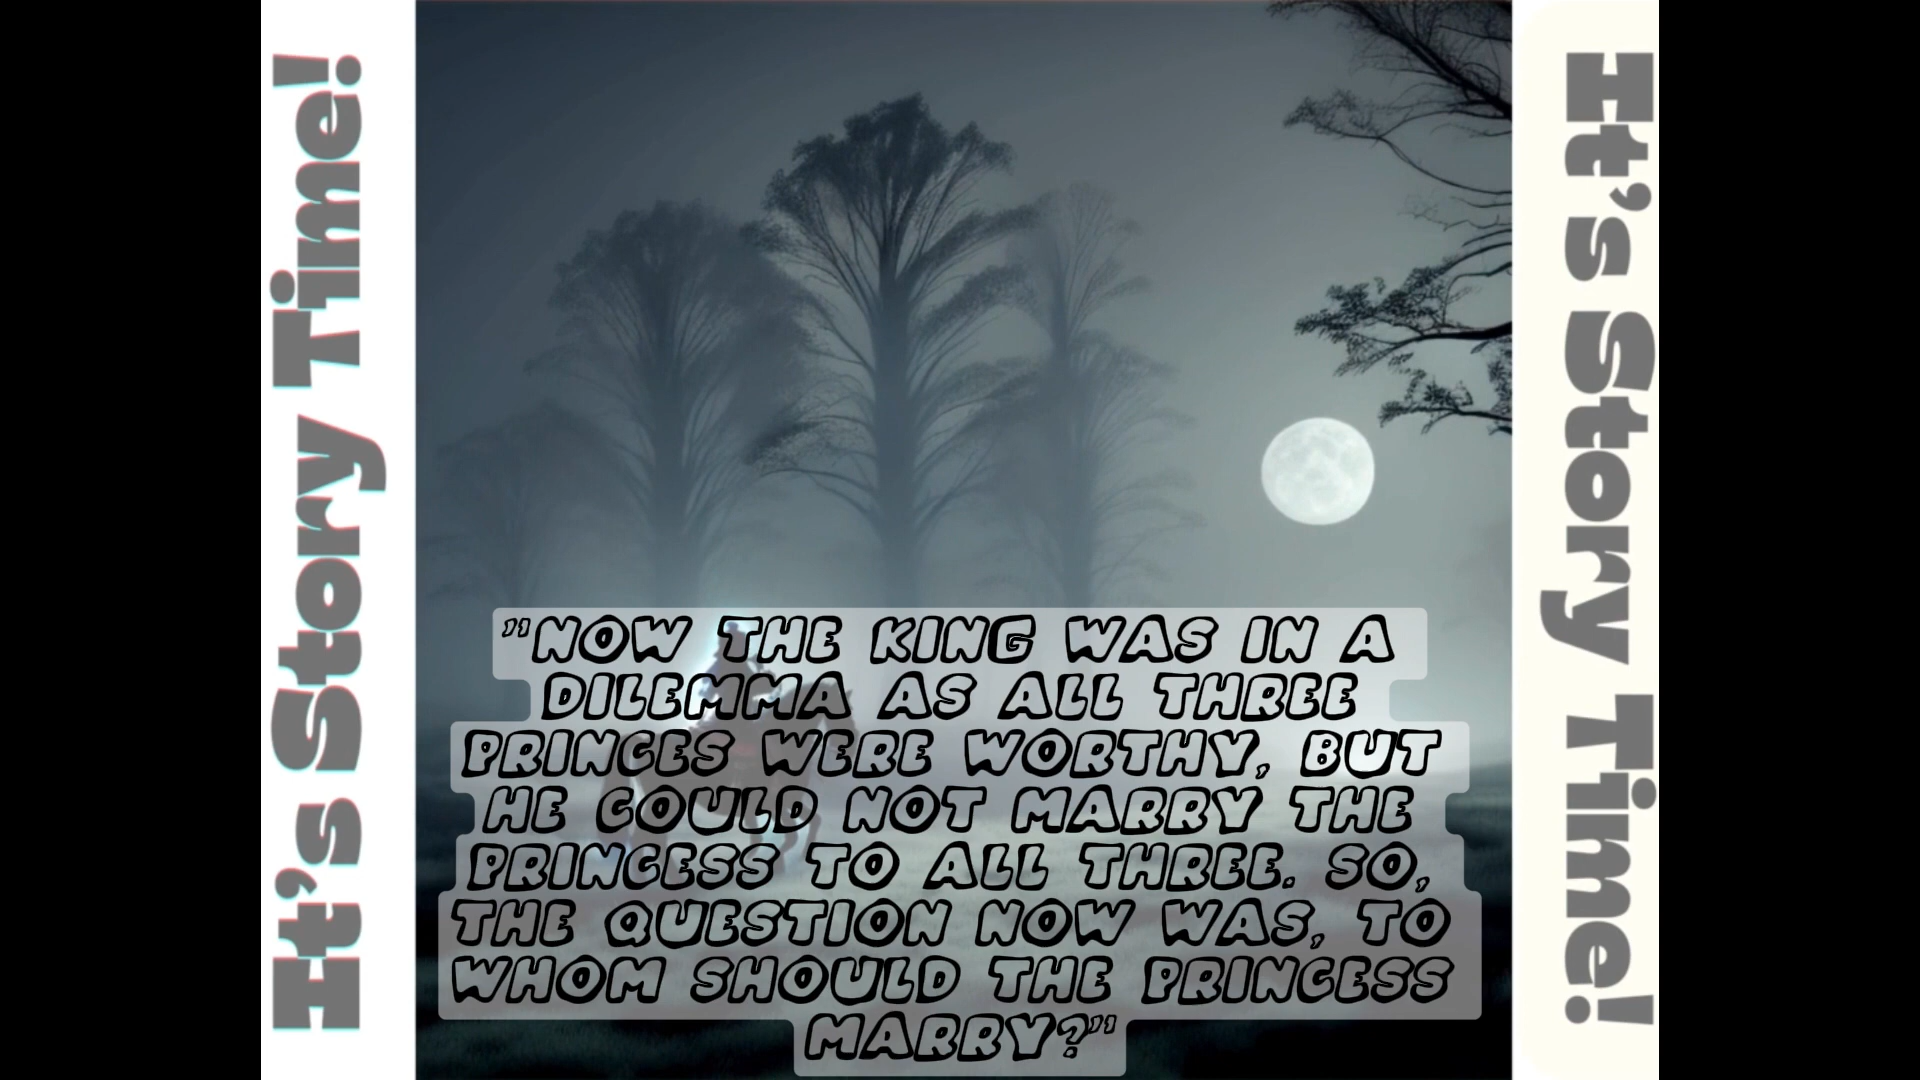 It's Story Time!
"NOW THE KING WAS IN A
DILEMMA AS ALL THREE
PRINCES WERE WORTHY, BUT
HE COULD NOT MARRY THE
PRINCESS TO ALL THREE. SO,
THE QUESTION NOW WAS, TO
WHOM SHOULD THE PRINCESS
MARRY?"
It's Story Time!